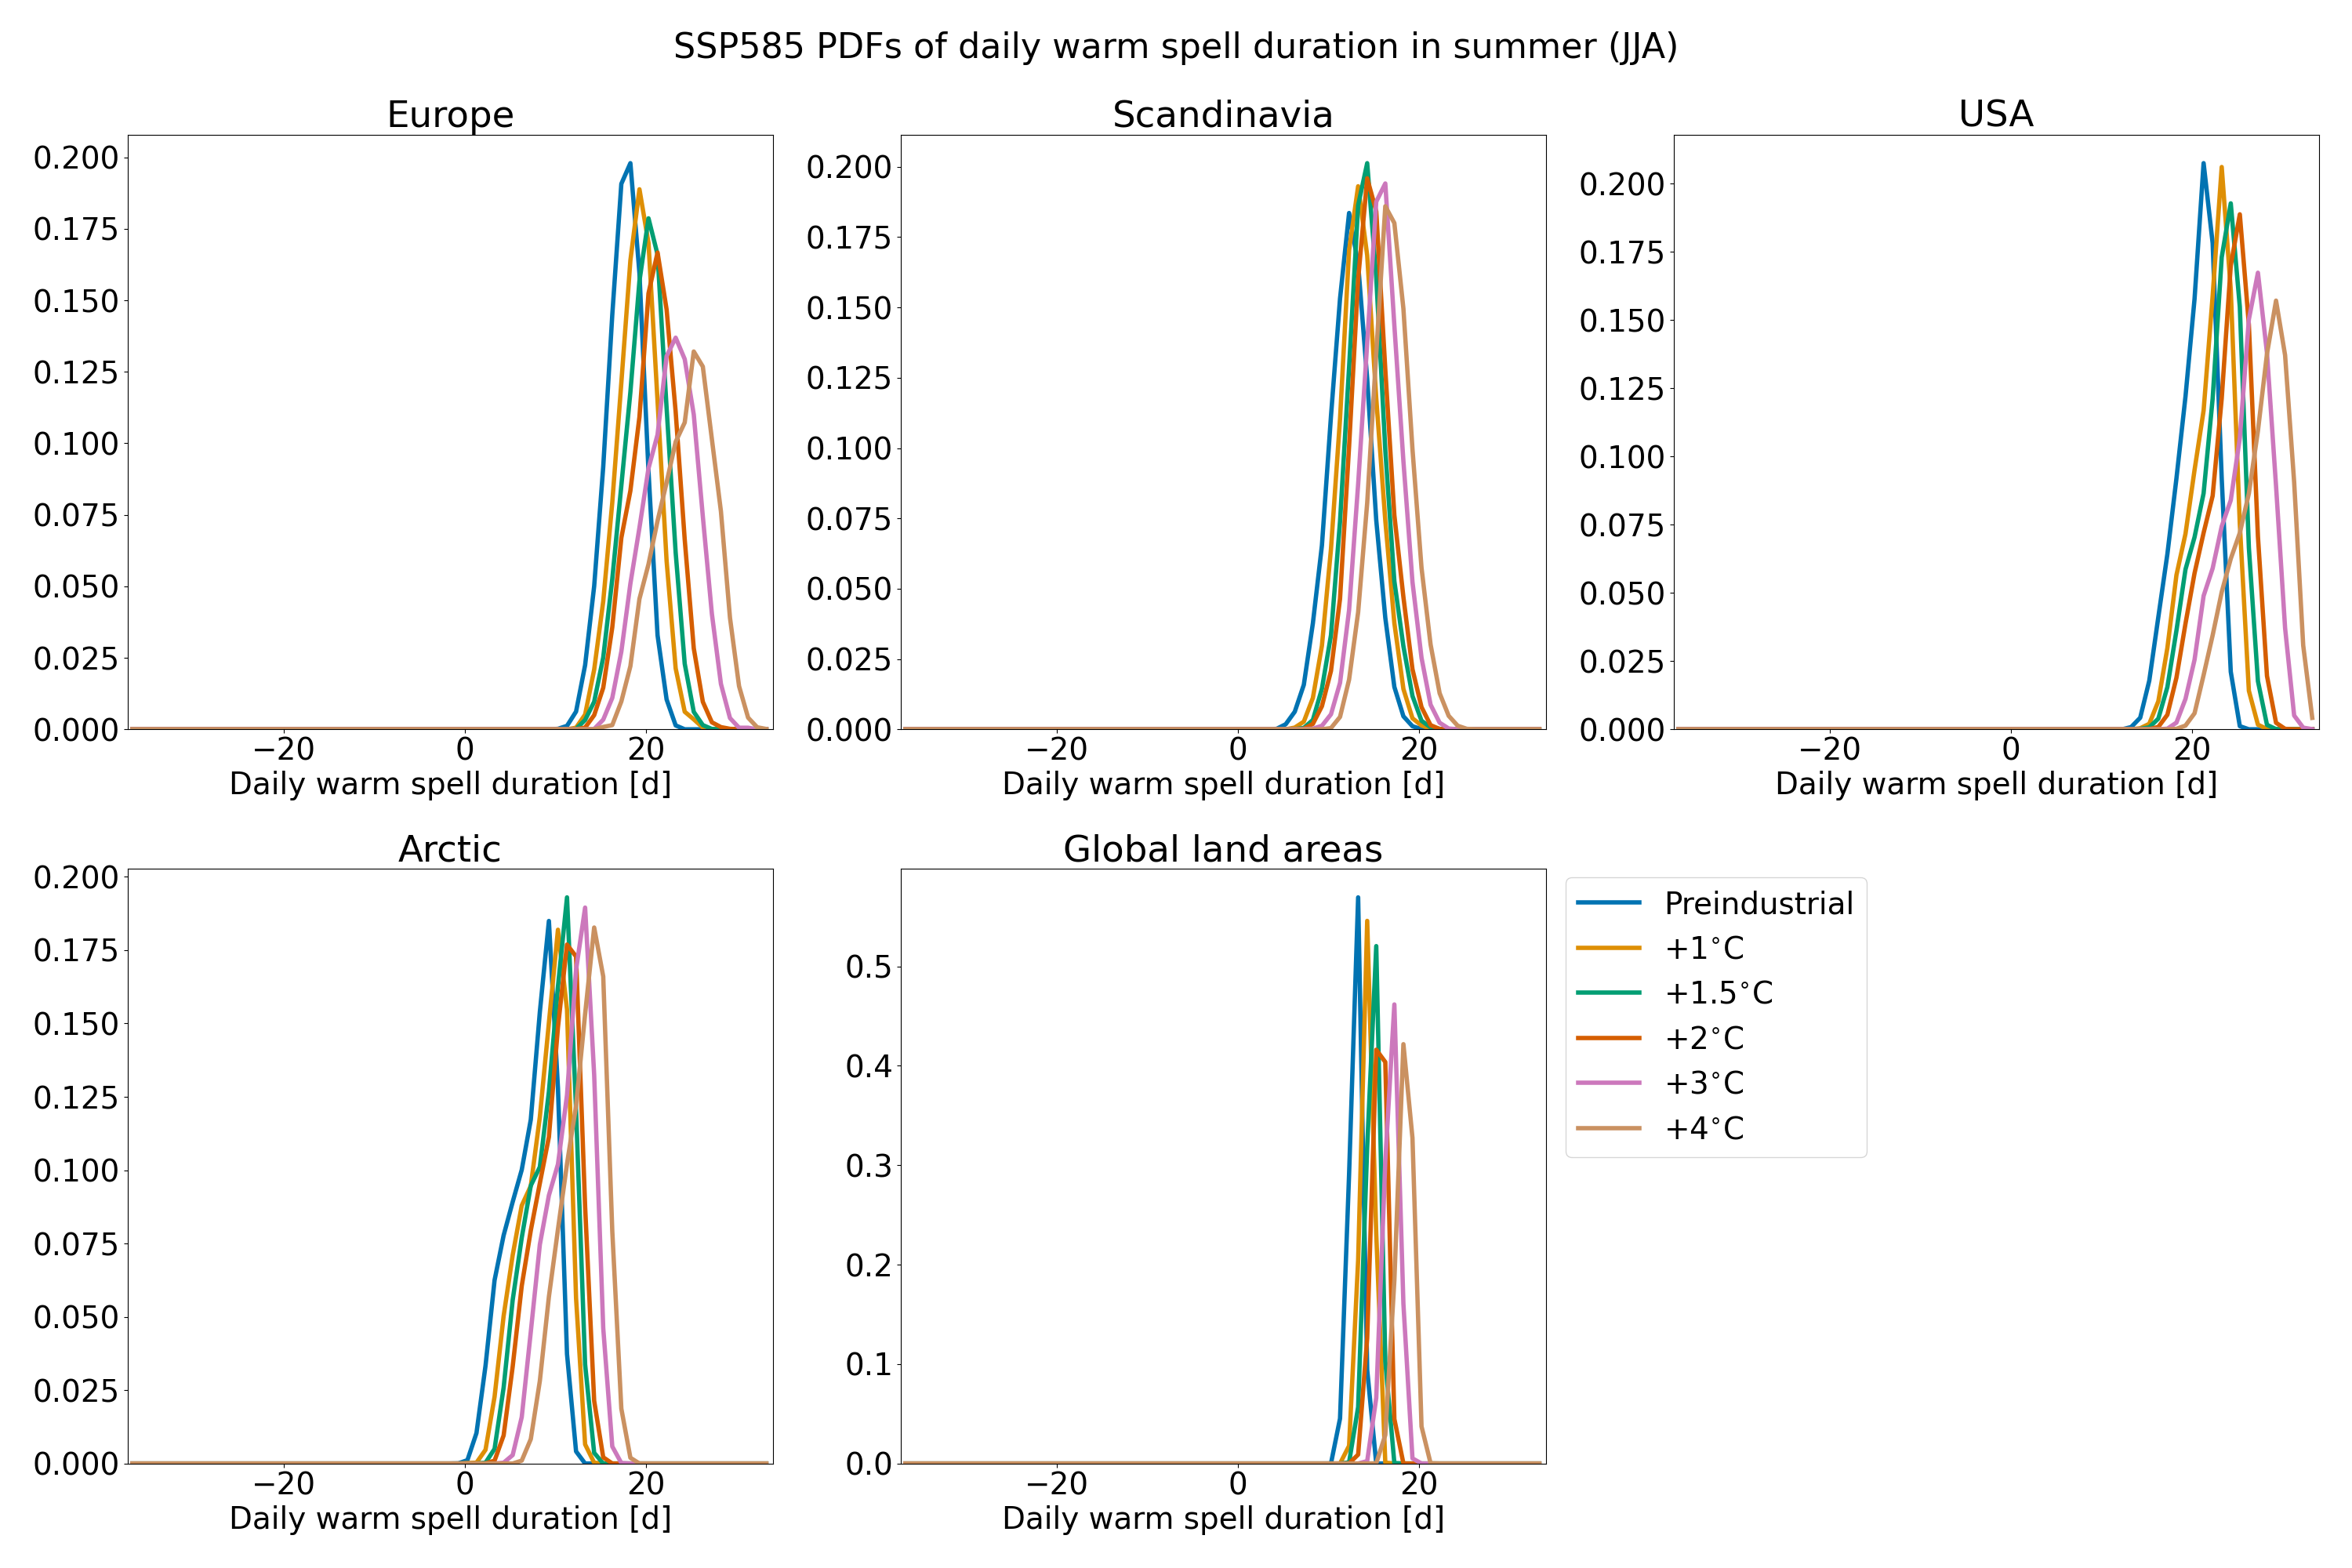 SSP585 PDFs of daily warm spell duration in summer (JJA)
Europe
0.200
0.175
0.150
0.125
0.100
0.075
0.050
0.025
0.000
−20 0 20
Daily warm spell duration [d]
Scandinavia
0.200
0.175
0.150
0.125
0.100
0.075
0.050
0.025
0.000
−20 0 20
Daily warm spell duration [d]
USA
0.200
0.175
0.150
0.125
0.100
0.075
0.050
0.025
0.000
−20 0 20
Daily warm spell duration [d]
Arctic
0.200
0.175
0.150
0.125
0.100
0.075
0.050
0.025
0.000
−20 0 20
Daily warm spell duration [d]
Global land areas
0.5
0.4
0.3
0.2
0.1
0.0
−20 0 20
Daily warm spell duration [d]
Preindustrial
+1°C
+1.5°C
+2°C
+3°C
+4°C